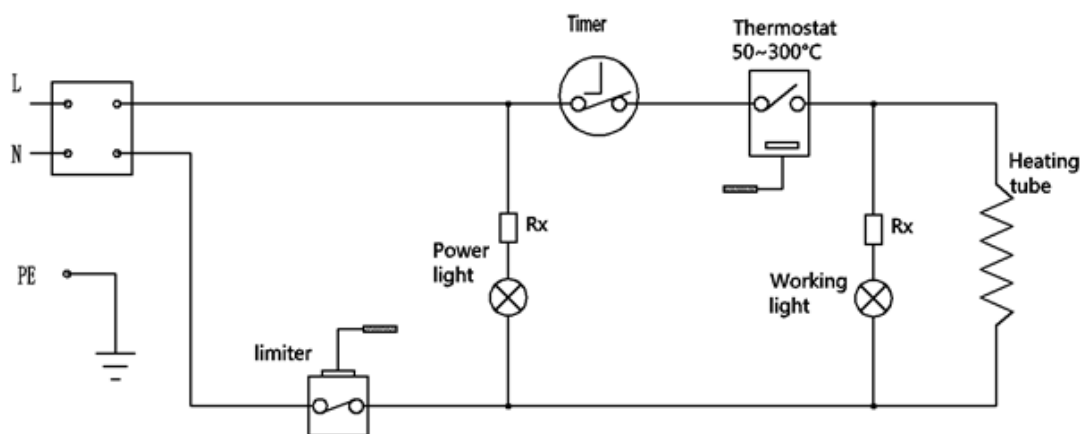 Timer
Thermostat
50~300°C
L
N
Heating
tube
Rx
Rx
Power
light
Working
light
PE
limiter